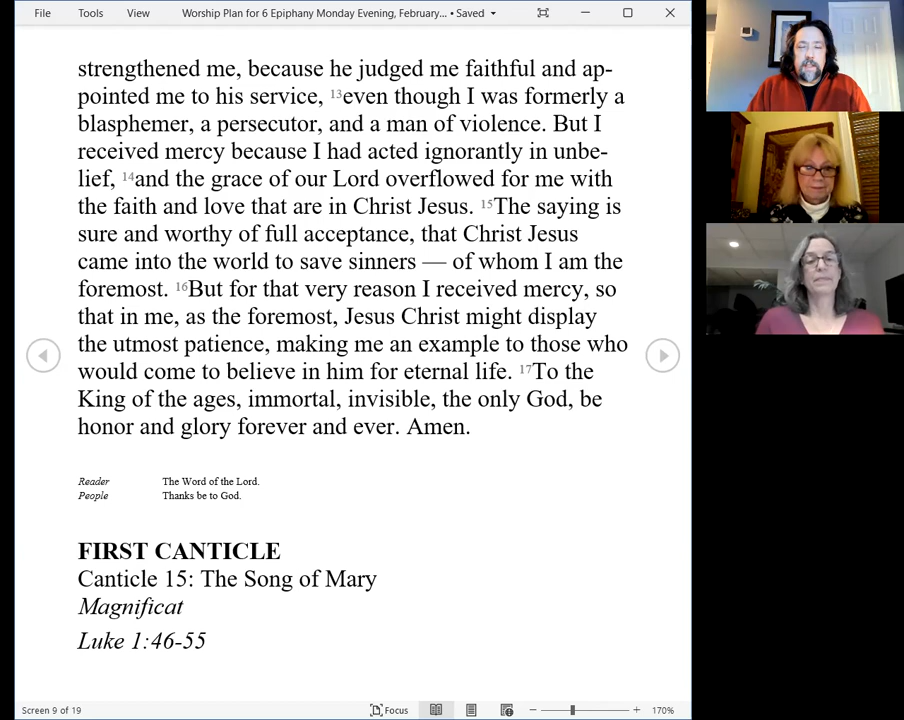 File Tools View Worship Plan for 6 Epiphany Monday Evening, February... • Saved
strengthened me, because he judged me faithful and ap-
pointed me to his service, 13even though I was formerly a
blasphemer, a persecutor, and a man of violence. But I
received mercy because I had acted ignorantly in unbe-
lief, 14and the grace of our Lord overflowed for me with
the faith and love that are in Christ Jesus. 15The saying is
sure and worthy of full acceptance, that Christ Jesus
came into the world to save sinners — of whom I am the
foremost. 16But for that very reason I received mercy, so
that in me, as the foremost, Jesus Christ might display
the utmost patience, making me an example to those who
would come to believe in him for eternal life. 17To the
King of the ages, immortal, invisible, the only God, be
honor and glory forever and ever. Amen.
Reader The Word of the Lord.
People Thanks be to God.
FIRST CANTICLE
Canticle 15: The Song of Mary
Magnificat
Luke 1:46-55
Screen 9 of 19 Focus 170%